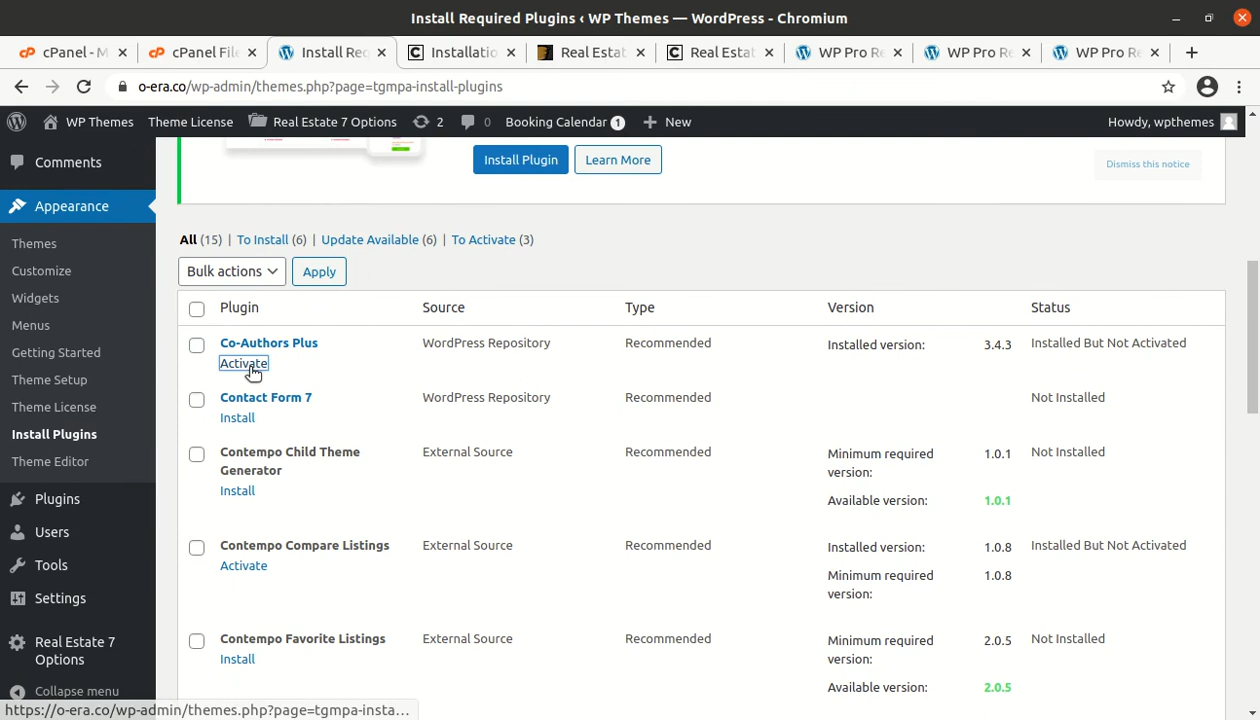 Install Required Plugins ‹ WP Themes — WordPress - Chromium
cPanel - M
cPanel File
Install Req
Installatio
Real Estat
Real Estat
WP Pro Re
WP Pro Re
WP Pro Re
o-era.co/wp-admin/themes.php?page=tgmpa-install-plugins
WP Themes Theme License Real Estate 7 Options 2 0 Booking Calendar 1 New Howdy, wpthemes
Comments
Appearance
Themes
Customize
Widgets
Menus
Getting Started
Theme Setup
Theme License
Install Plugins
Theme Editor
Plugins
Users
Tools
Settings
Real Estate 7
Options
Collapse menu
Install Plugin Learn More Dismiss this notice
All (15) | To Install (6) | Update Available (6) | To Activate (3)
Bulk actions Apply
Plugin Source Type Version Status
Co-Authors Plus WordPress Repository Recommended Installed version: 3.4.3 Installed But Not Activated
Activate
Contact Form 7 WordPress Repository Recommended Not Installed
Install
Contempo Child Theme External Source Recommended Minimum required 1.0.1 Not Installed
Generator version:
Install Available version: 1.0.1
Contempo Compare Listings External Source Recommended Installed version: 1.0.8 Installed But Not Activated
Activate Minimum required 1.0.8
version:
Contempo Favorite Listings External Source Recommended Minimum required 2.0.5 Not Installed
Install version:
Available version: 2.0.5
https://o-era.co/wp-admin/themes.php?page=tgmpa-insta...